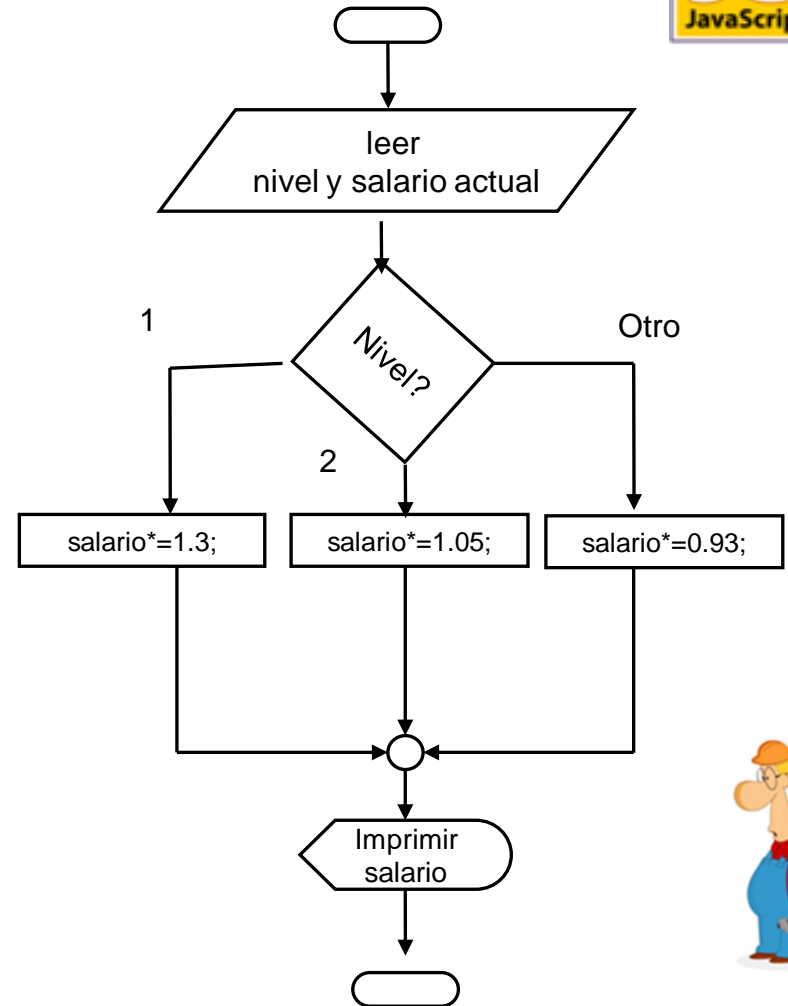 leer
nivel y salario actual
1
Nivel?
Otro
2
salario*=1.3;
salario*=1.05;
salario*=0.93;
Imprimir
salario